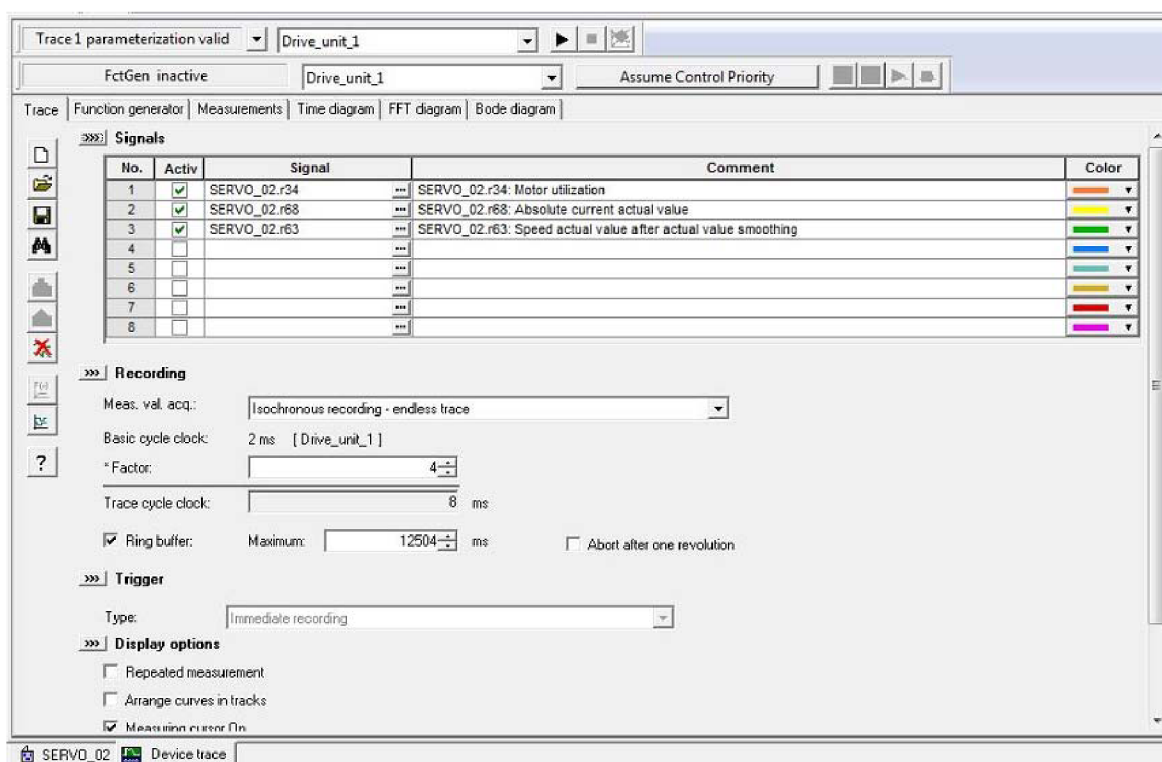 Trace 1 parameterization valid Drive_unit_1
FctGen inactive Drive_unit_1 Assume Control Priority
Trace Function generator Measurements Time diagram FFT diagram Bode diagram
>>> Signals
No. Activ Signal Comment Color
1 SERVO_02.r34 ... SERVO_02.r34: Motor utilization
2 SERVO_02.r68 ... SERVO_02.r68: Absolute current actual value
3 SERVO_02.r63 ... SERVO_02.r63: Speed actual value after actual value smoothing
4 ...
5 ...
6 ...
7 ...
8 ...
>>> Recording
Meas. val. acq.: Isochronous recording - endless trace
Basic cycle clock: 2 ms [ Drive_unit_1 ]
* Factor: 4
Trace cycle clock: 8 ms
Ring buffer: Maximum: 12504 ms Abort after one revolution
>>> Trigger
Type: Immediate recording
>>> Display options
Repeated measurement
Arrange curves in tracks
Measuring cursor On
?
SERVO_02 Device trace